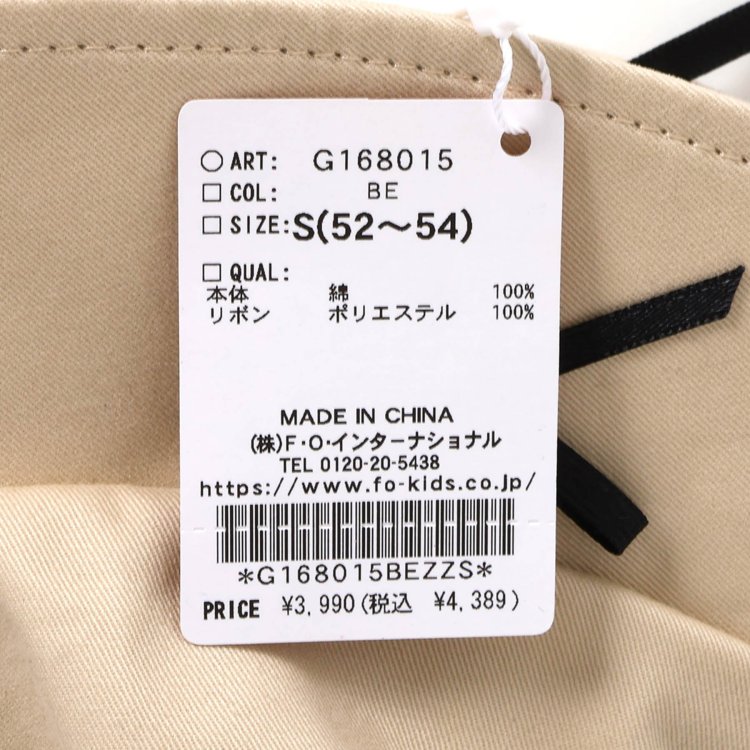 ○ ART: G168015
□ COL: BE
□ SIZE: S(52～54)
□ QUAL:
本体 綿 100%
リボン ポリエステル 100%
MADE IN CHINA
(株)F・O・インターナショナル
TEL 0120-20-5438
https://www.fo-kids.co.jp/
*G168015BEZZS*
PRICE ¥3,990(税込 ¥4,389)